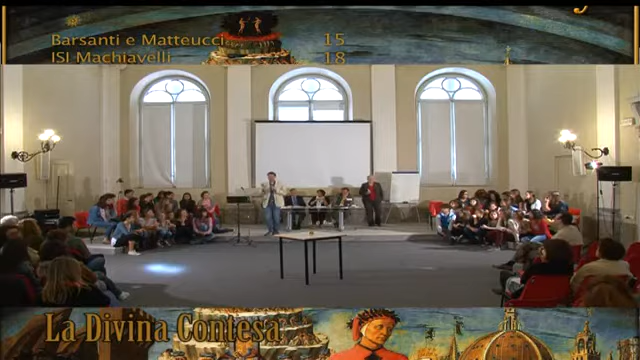 Barsanti e Matteucci 15
ISI Machiavelli 18
La Divina Contesa